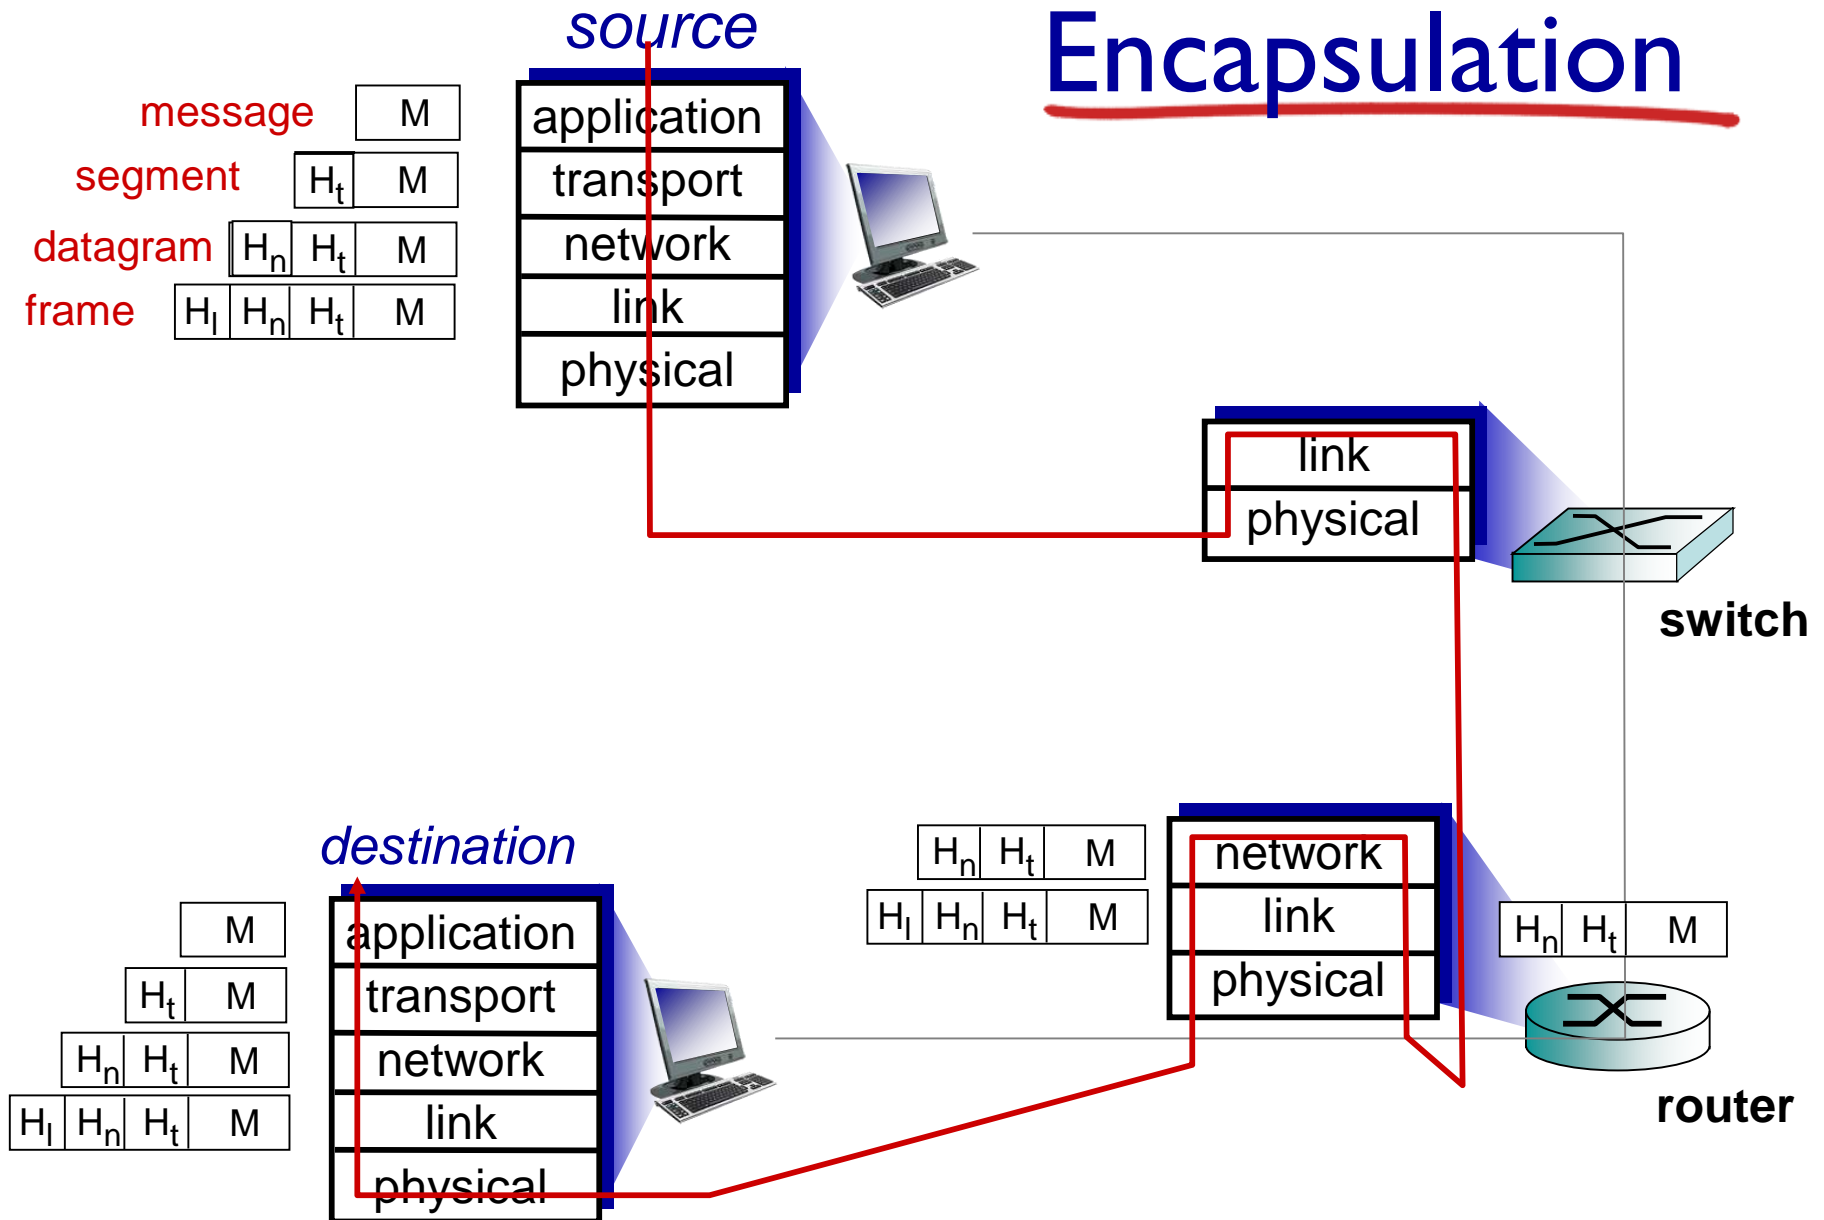 source
Encapsulation
message M
segment Ht M
datagram Hn Ht M
frame Hl Hn Ht M
application
transport
network
link
physical
link
physical
switch
destination
M
Ht M
Hn Ht M
Hl Hn Ht M
application
transport
network
link
physical
Hn Ht M
Hl Hn Ht M
network
link
physical
Hn Ht M
router